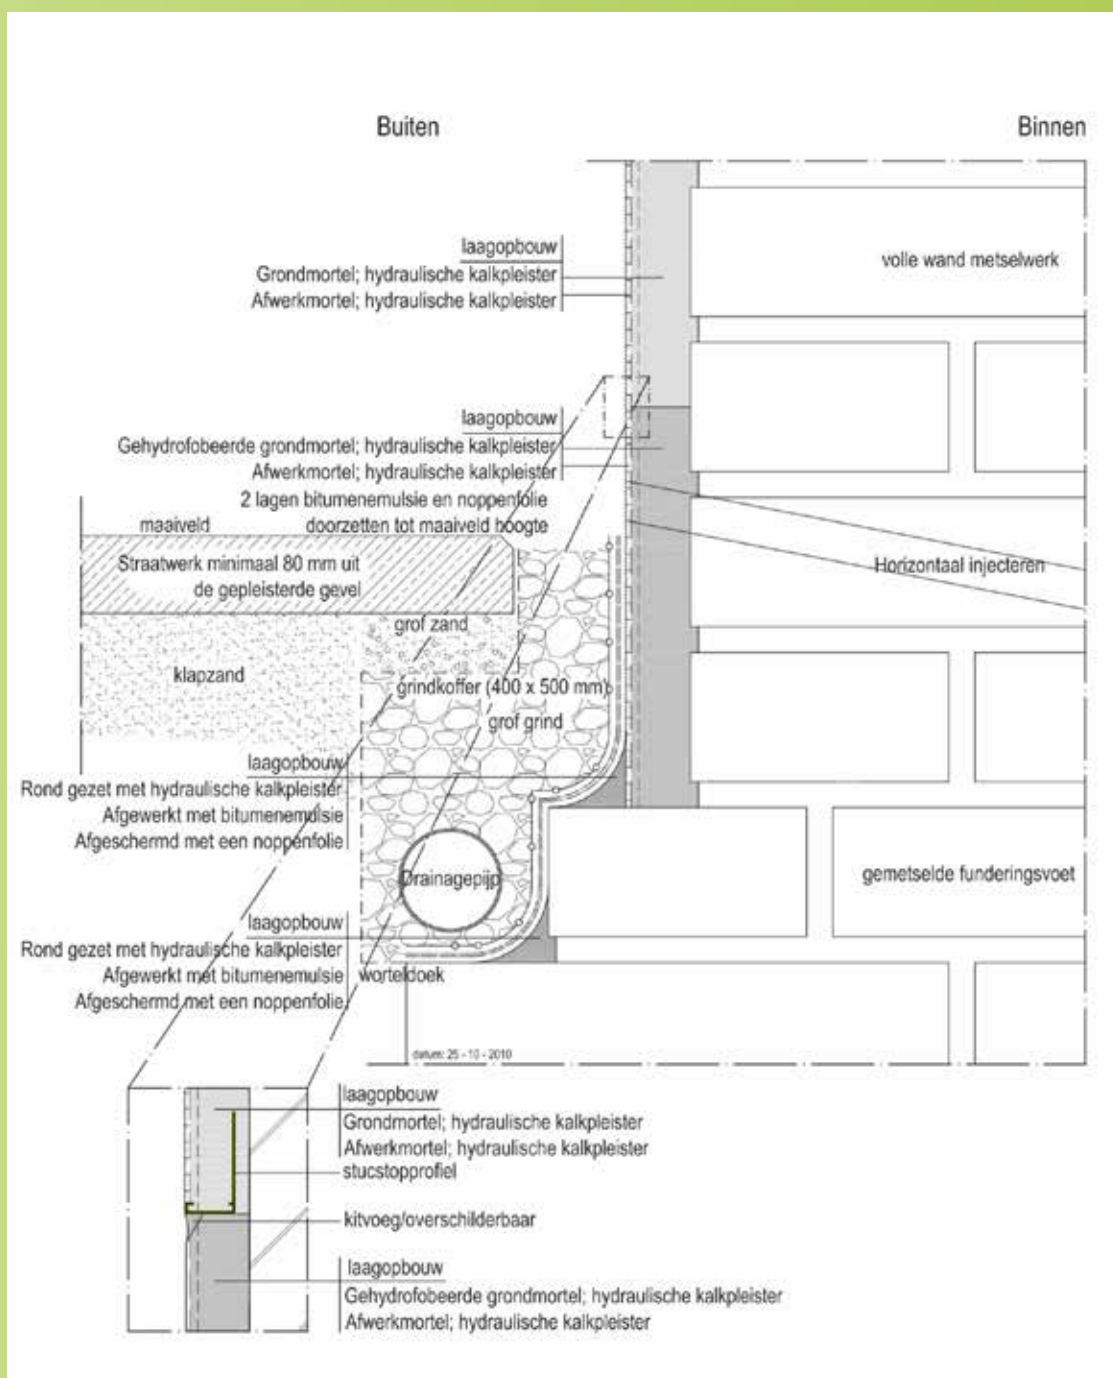 Buiten
Binnen
laagopbouw
Grondmortel; hydraulische kalkpleister
Afwerkmortel; hydraulische kalkpleister
volle wand metselwerk
laagopbouw
Gehydrofobeerde grondmortel; hydraulische kalkpleister
Afwerkmortel; hydraulische kalkpleister
2 lagen bitumenemulsie en noppenfolie
doorzetten tot maaiveld hoogte
maaiveld
Straatwerk minimaal 80 mm uit
de gepleisterde gevel
Horizontaal injecteren
grof zand
klapzand
grindkoffer (400 x 500 mm)
grof grind
laagopbouw
Rond gezet met hydraulische kalkpleister
Afgewerkt met bitumenemulsie
Afgeschermd met een noppenfolie
Drainagepijp
gemetselde funderingsvoet
laagopbouw
Rond gezet met hydraulische kalkpleister
Afgewerkt met bitumenemulsie
Afgeschermd met een noppenfolie
worteldoek
datum: 25 - 10 - 2010
laagopbouw
Grondmortel; hydraulische kalkpleister
Afwerkmortel; hydraulische kalkpleister
stucstopprofiel
kitvoeg/overschilderbaar
laagopbouw
Gehydrofobeerde grondmortel; hydraulische kalkpleister
Afwerkmortel; hydraulische kalkpleister